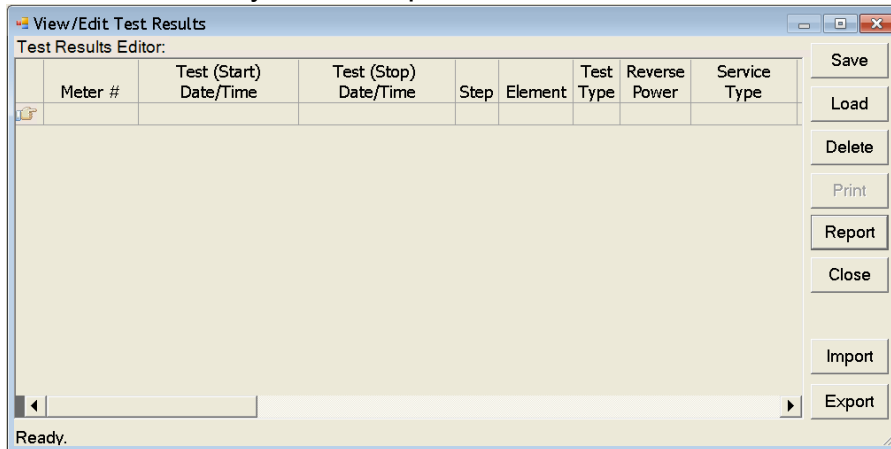 View/Edit Test Results
Test Results Editor:
Meter #
Test (Start)
Date/Time
Test (Stop)
Date/Time
Step
Element
Test
Type
Reverse
Power
Service
Type
Save
Load
Delete
Print
Report
Close
Import
Export
Ready.